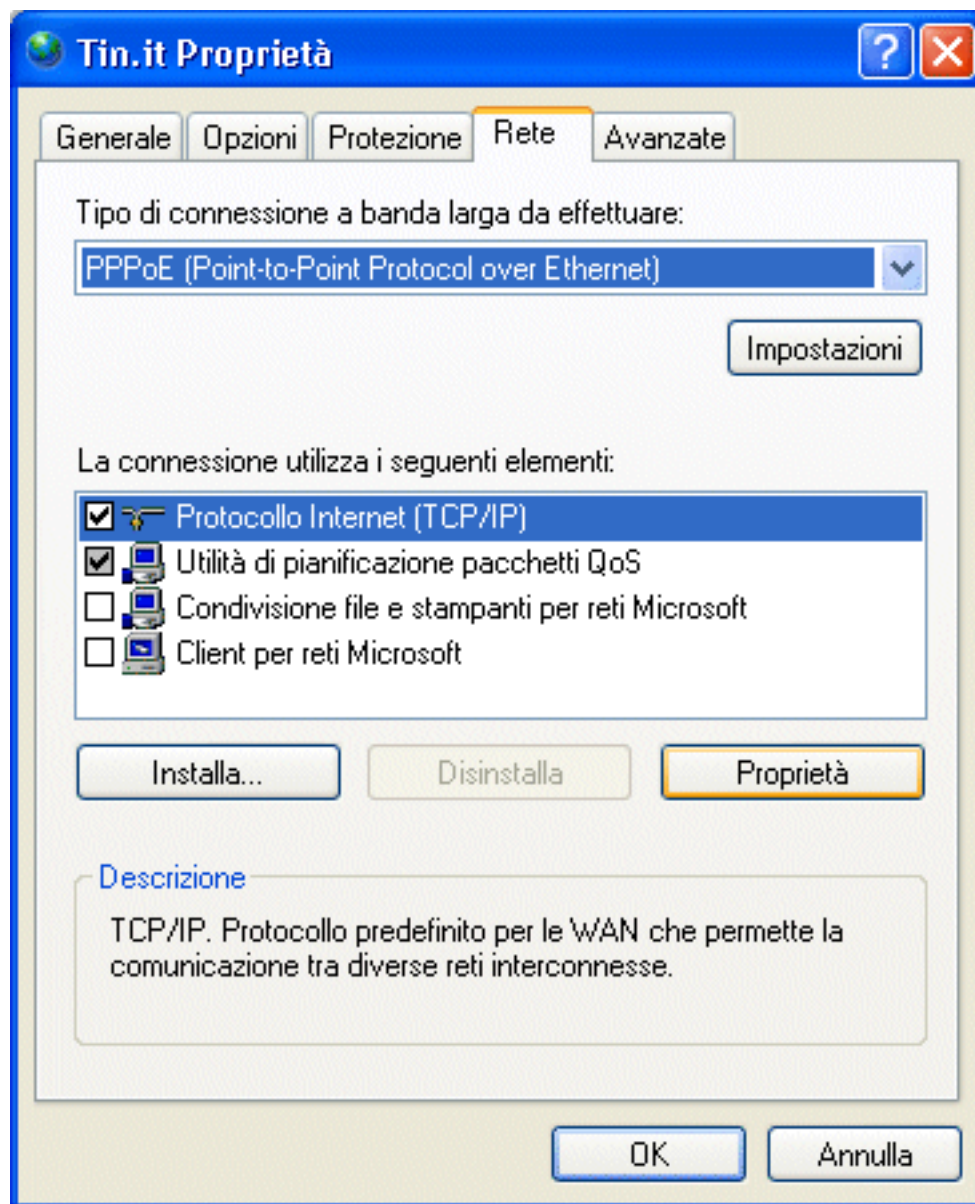 Tin.it Proprietà
Generale Opzioni Protezione Rete Avanzate
Tipo di connessione a banda larga da effettuare:
PPPoE (Point-to-Point Protocol over Ethernet)
Impostazioni
La connessione utilizza i seguenti elementi:
Protocollo Internet (TCP/IP)
Utilità di pianificazione pacchetti QoS
Condivisione file e stampanti per reti Microsoft
Client per reti Microsoft
Installa... Disinstalla Proprietà
Descrizione
TCP/IP. Protocollo predefinito per le WAN che permette la
comunicazione tra diverse reti interconnesse.
OK Annulla